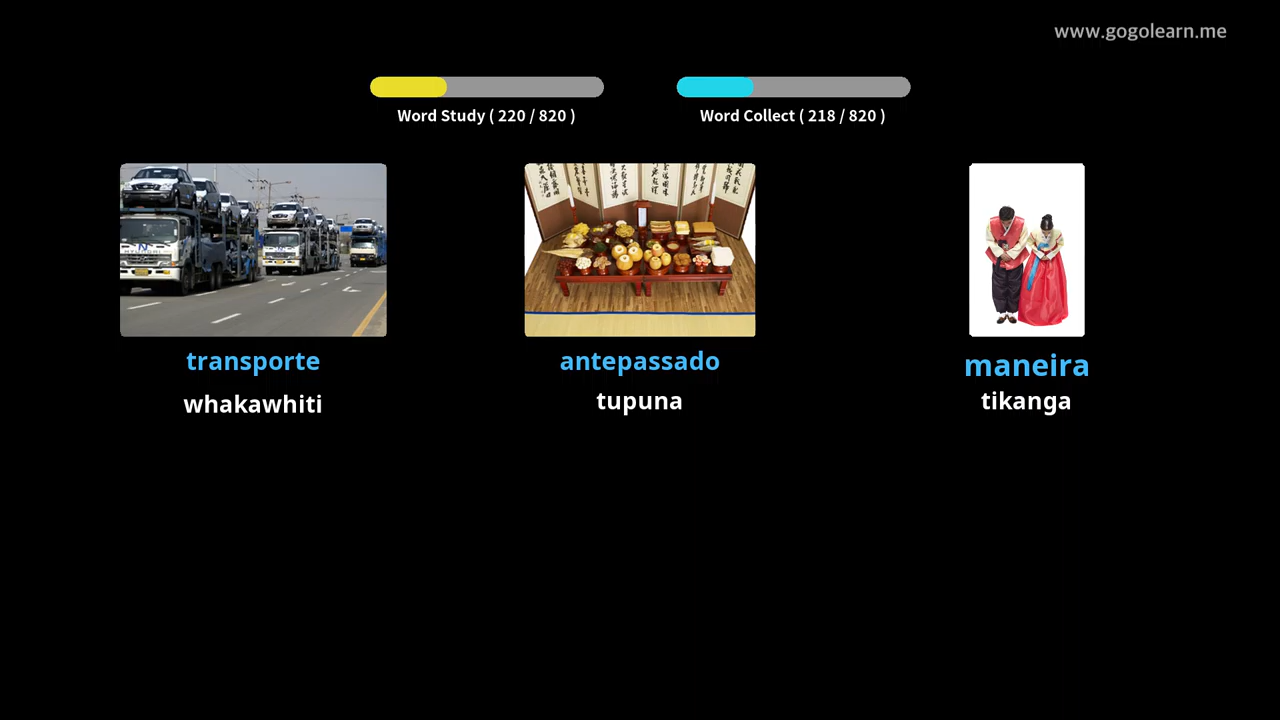 www.gogolearn.me
Word Study ( 220 / 820 )
Word Collect ( 218 / 820 )
transporte
antepassado
maneira
whakawhiti
tupuna
tikanga